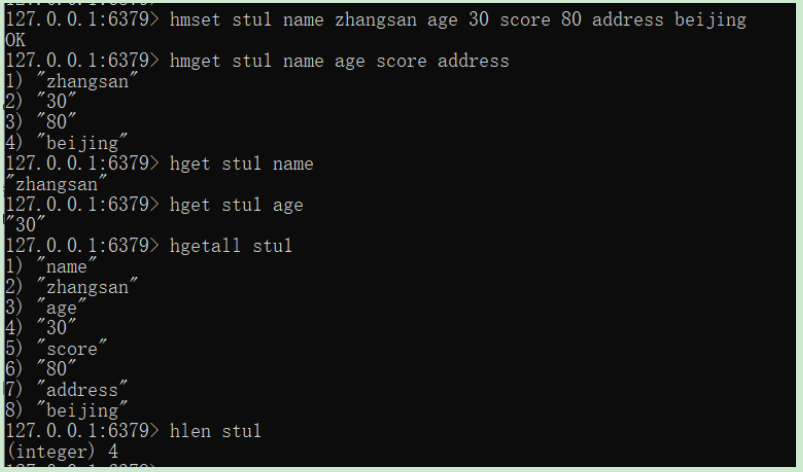 127.0.0.1:6379> hmset stu1 name zhangsan age 30 score 80 address beijing
OK
127.0.0.1:6379> hmget stu1 name age score address
1) "zhangsan"
2) "30"
3) "80"
4) "beijing"
127.0.0.1:6379> hget stu1 name
"zhangsan"
127.0.0.1:6379> hget stu1 age
"30"
127.0.0.1:6379> hgetall stu1
1) "name"
2) "zhangsan"
3) "age"
4) "30"
5) "score"
6) "80"
7) "address"
8) "beijing"
127.0.0.1:6379> hlen stu1
(integer) 4